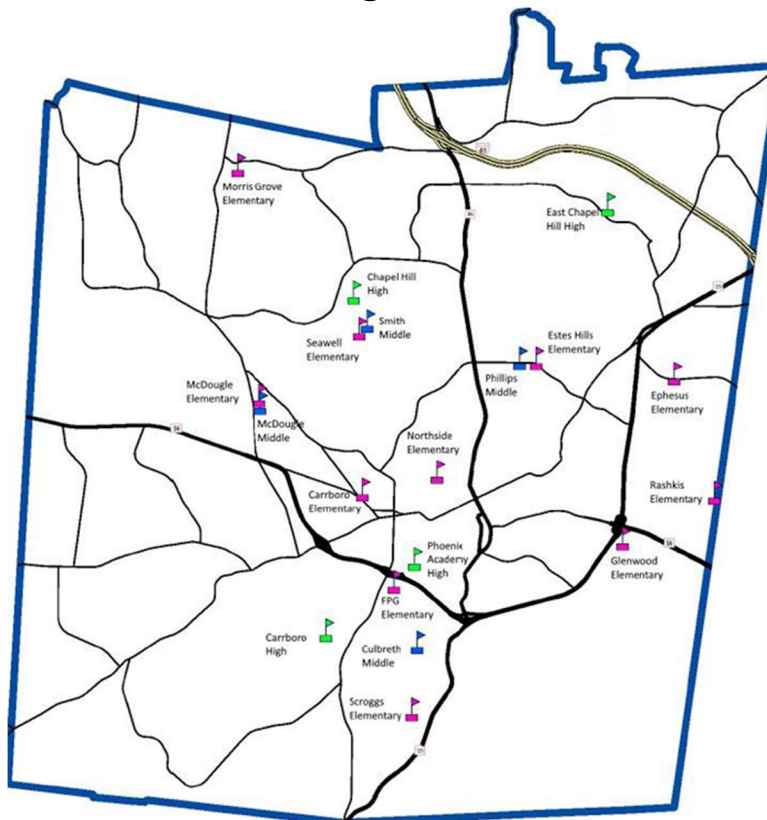 Morris Grove
Elementary
East Chapel
Hill High
Chapel Hill
High
Smith
Middle
Seawell
Elementary
Estes Hills
Elementary
Phillips
Middle
McDougle
Elementary
McDougle
Middle
Ephesus
Elementary
Northside
Elementary
Carrboro
Elementary
Rashkis
Elementary
Phoenix
Academy
High
Glenwood
Elementary
FPG
Elementary
Carrboro
High
Culbreth
Middle
Scroggs
Elementary
54
54